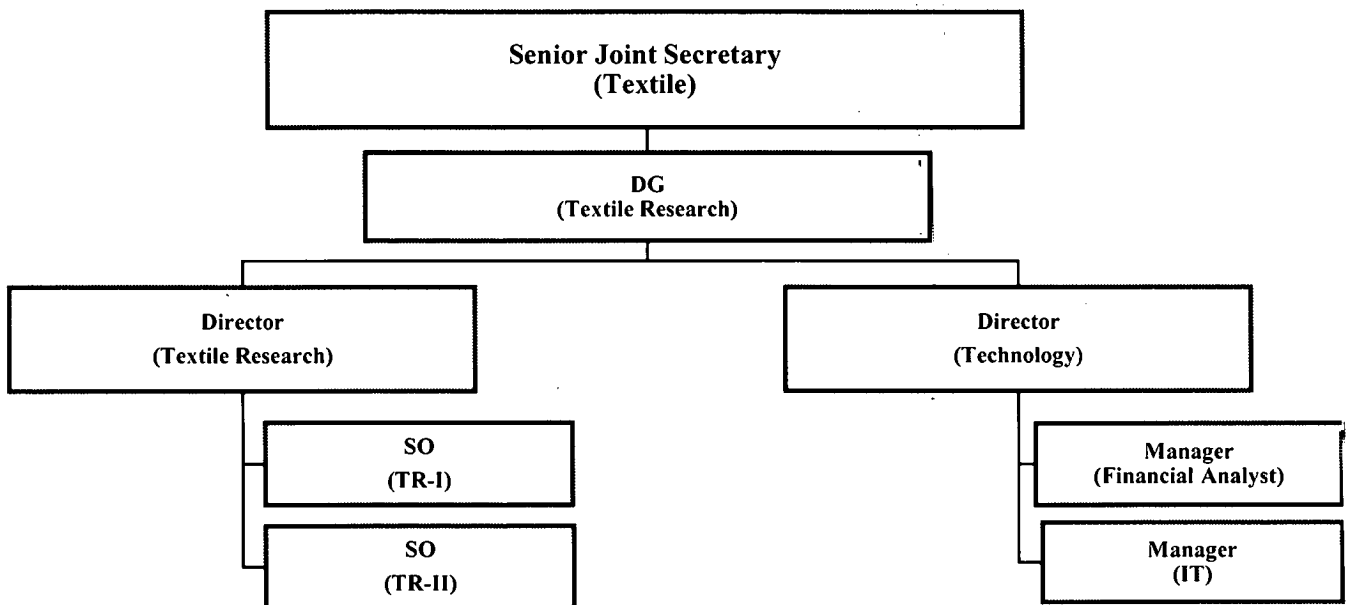 Senior Joint Secretary
(Textile)
DG
(Textile Research)
Director
(Textile Research)
Director
(Technology)
SO
(TR-I)
SO
(TR-II)
Manager
(Financial Analyst)
Manager
(IT)